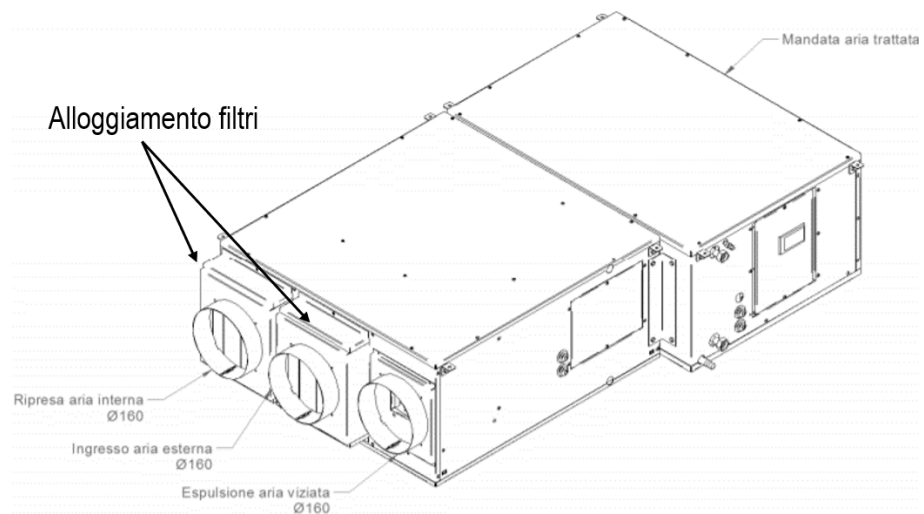 Mandata aria trattata
Alloggiamento filtri
Ripresa aria interna
Ø160
Ingresso aria esterna
Ø160
Espulsione aria viziata
Ø160